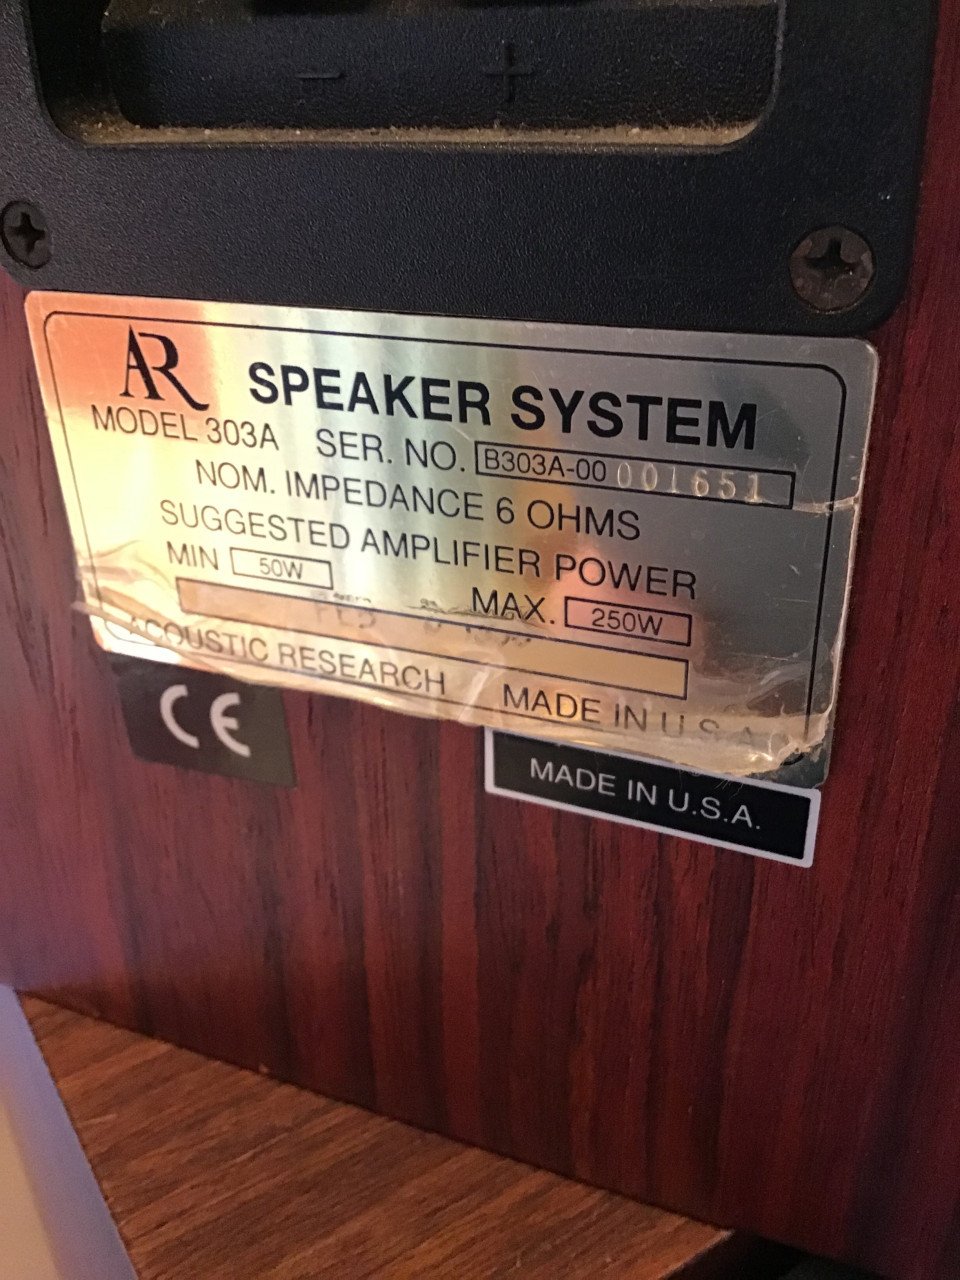 − +
AR SPEAKER SYSTEM
MODEL 303A SER. NO. B303A-00 001651
NOM. IMPEDANCE 6 OHMS
SUGGESTED AMPLIFIER POWER
MIN 50W MAX. 250W
ACOUSTIC RESEARCH MADE IN U.S.A.
CE
MADE IN U.S.A.